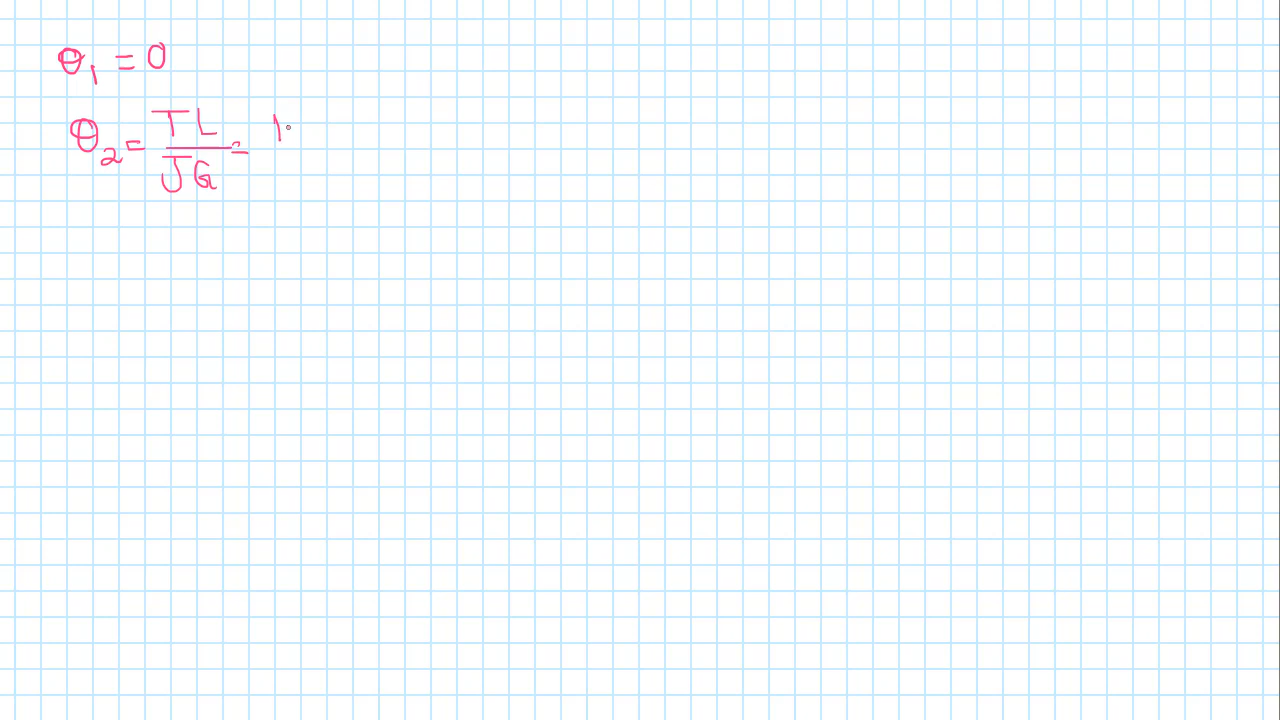 θ₁ = 0
θ₂ = TL/JG = 1.